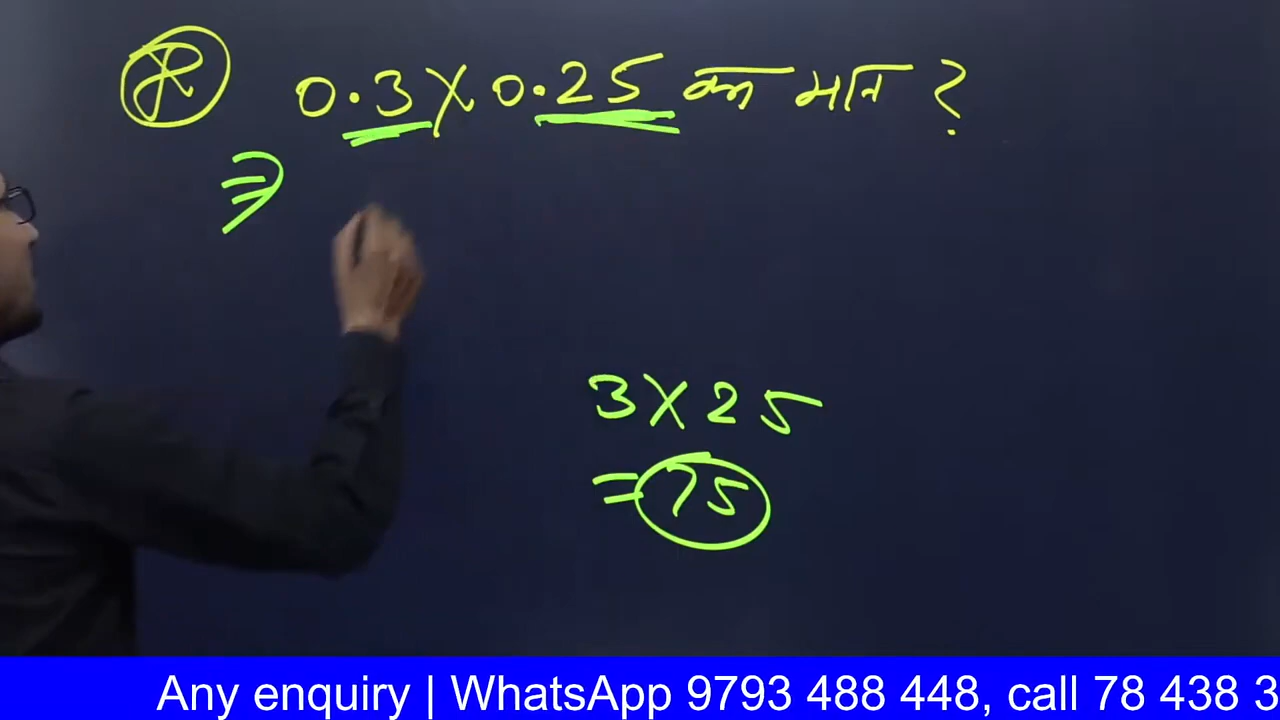 0.3 X 0.25 का मान ?
3 X 25
= 75
Any enquiry | WhatsApp 9793 488 448, call 78 438 3